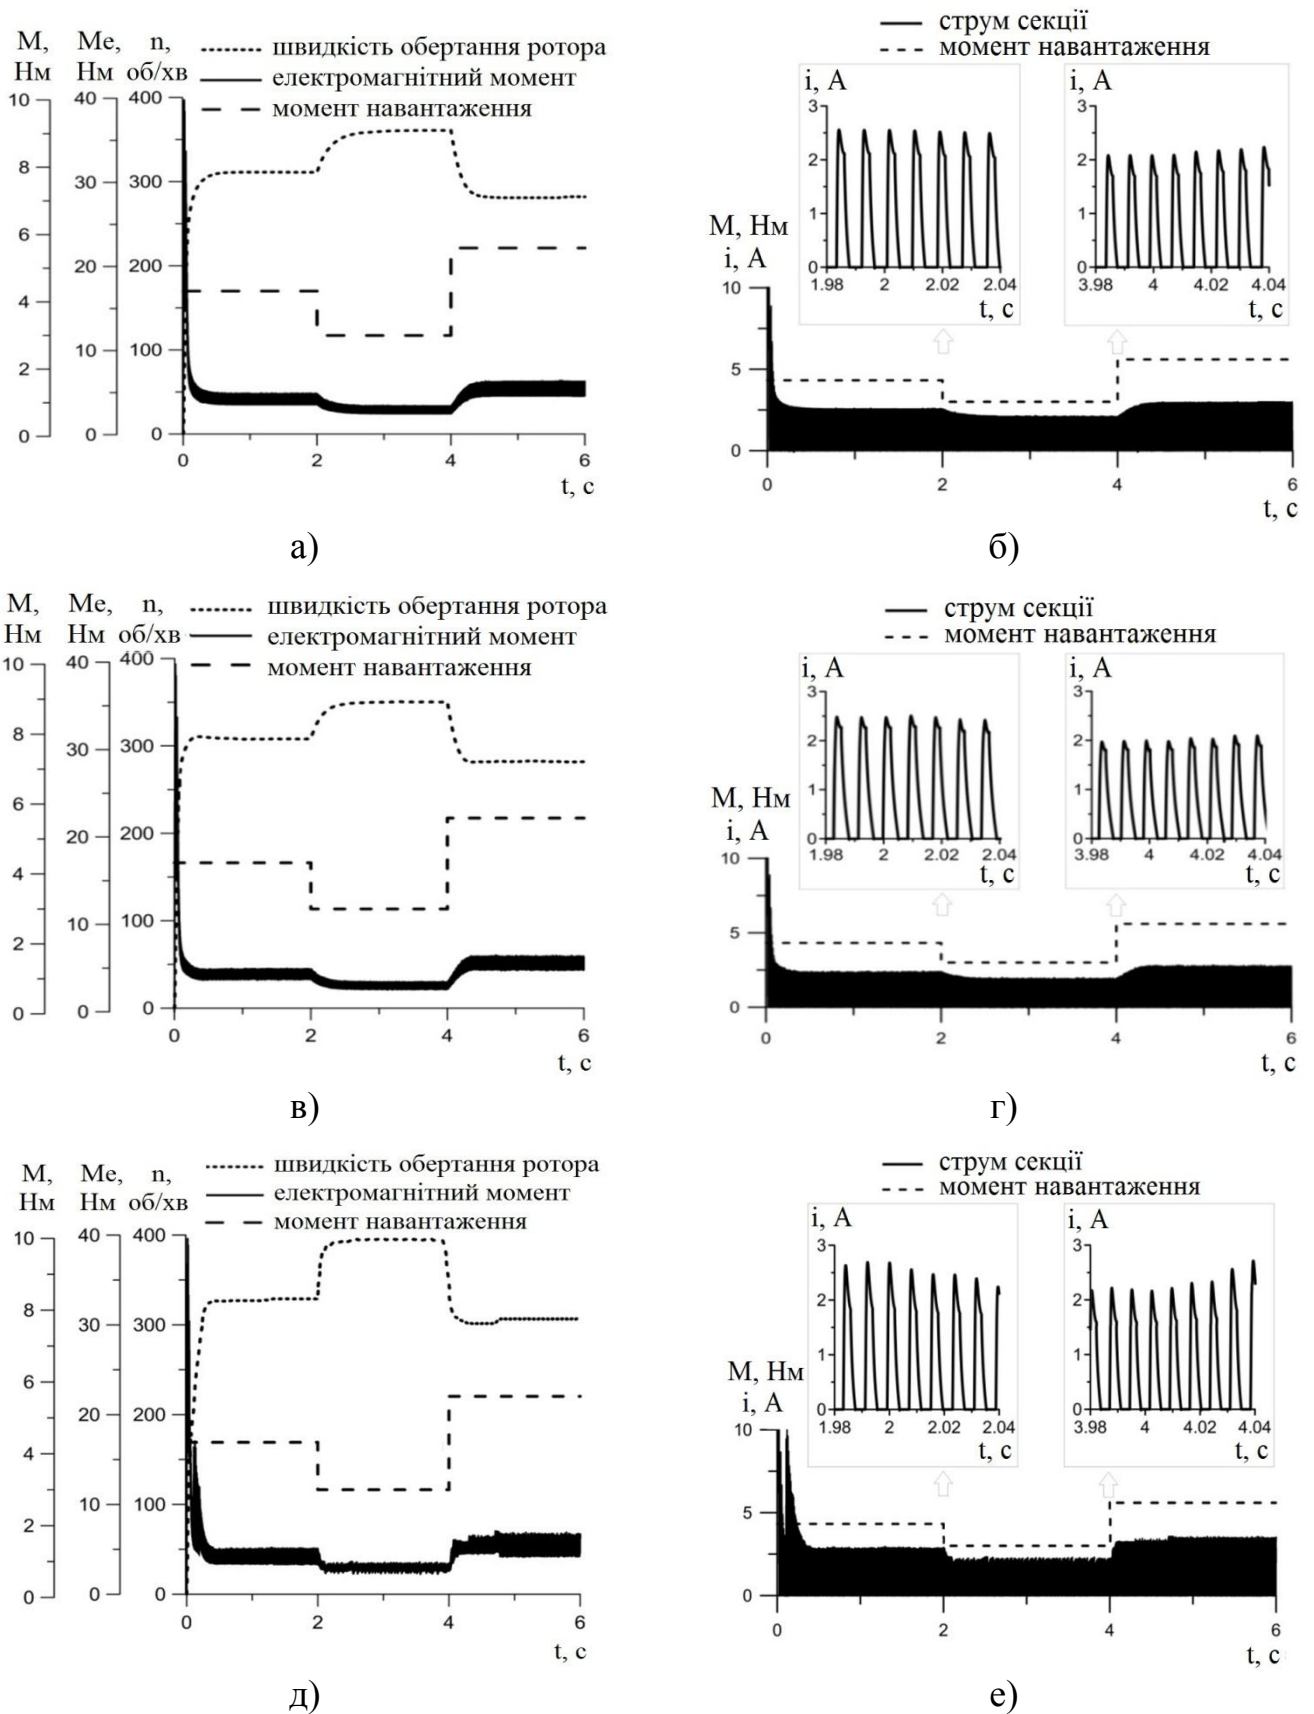 M, Me, n,
Нм Нм об/хв
швидкість обертання ротора
електромагнітний момент
момент навантаження
10 40 400
8 30 300
6
20 200
4
10 100
2
0 0 0
0 2 4 6
t, с
а)
струм секції
момент навантаження
i, А i, А
3 3
2 2
1 1
0 0
1.98 2 2.02 2.04 3.98 4 4.02 4.04
t, с t, с
М, Нм
i, А
10
5
0
0 2 4 6
t, с
б)
M, Me, n,
Нм Нм об/хв
швидкість обертання ротора
електромагнітний момент
момент навантаження
10 40 400
8 30 300
6
20 200
4
10 100
2
0 0 0
0 2 4 6
t, с
в)
струм секції
момент навантаження
i, А i, А
3 3
2 2
1 1
0 0
1.98 2 2.02 2.04 3.98 4 4.02 4.04
t, с t, с
М, Нм
i, А
10
5
0
0 2 4 6
t, с
г)
M, Me, n,
Нм Нм об/хв
швидкість обертання ротора
електромагнітний момент
момент навантаження
10 40 400
8 30 300
6
20 200
4
10 100
2
0 0 0
0 2 4 6
t, с
д)
струм секції
момент навантаження
i, А i, А
3 3
2 2
1 1
0 0
1.98 2 2.02 2.04 3.98 4 4.02 4.04
t, с t, с
М, Нм
i, А
10
5
0
0 2 4 6
t, с
е)